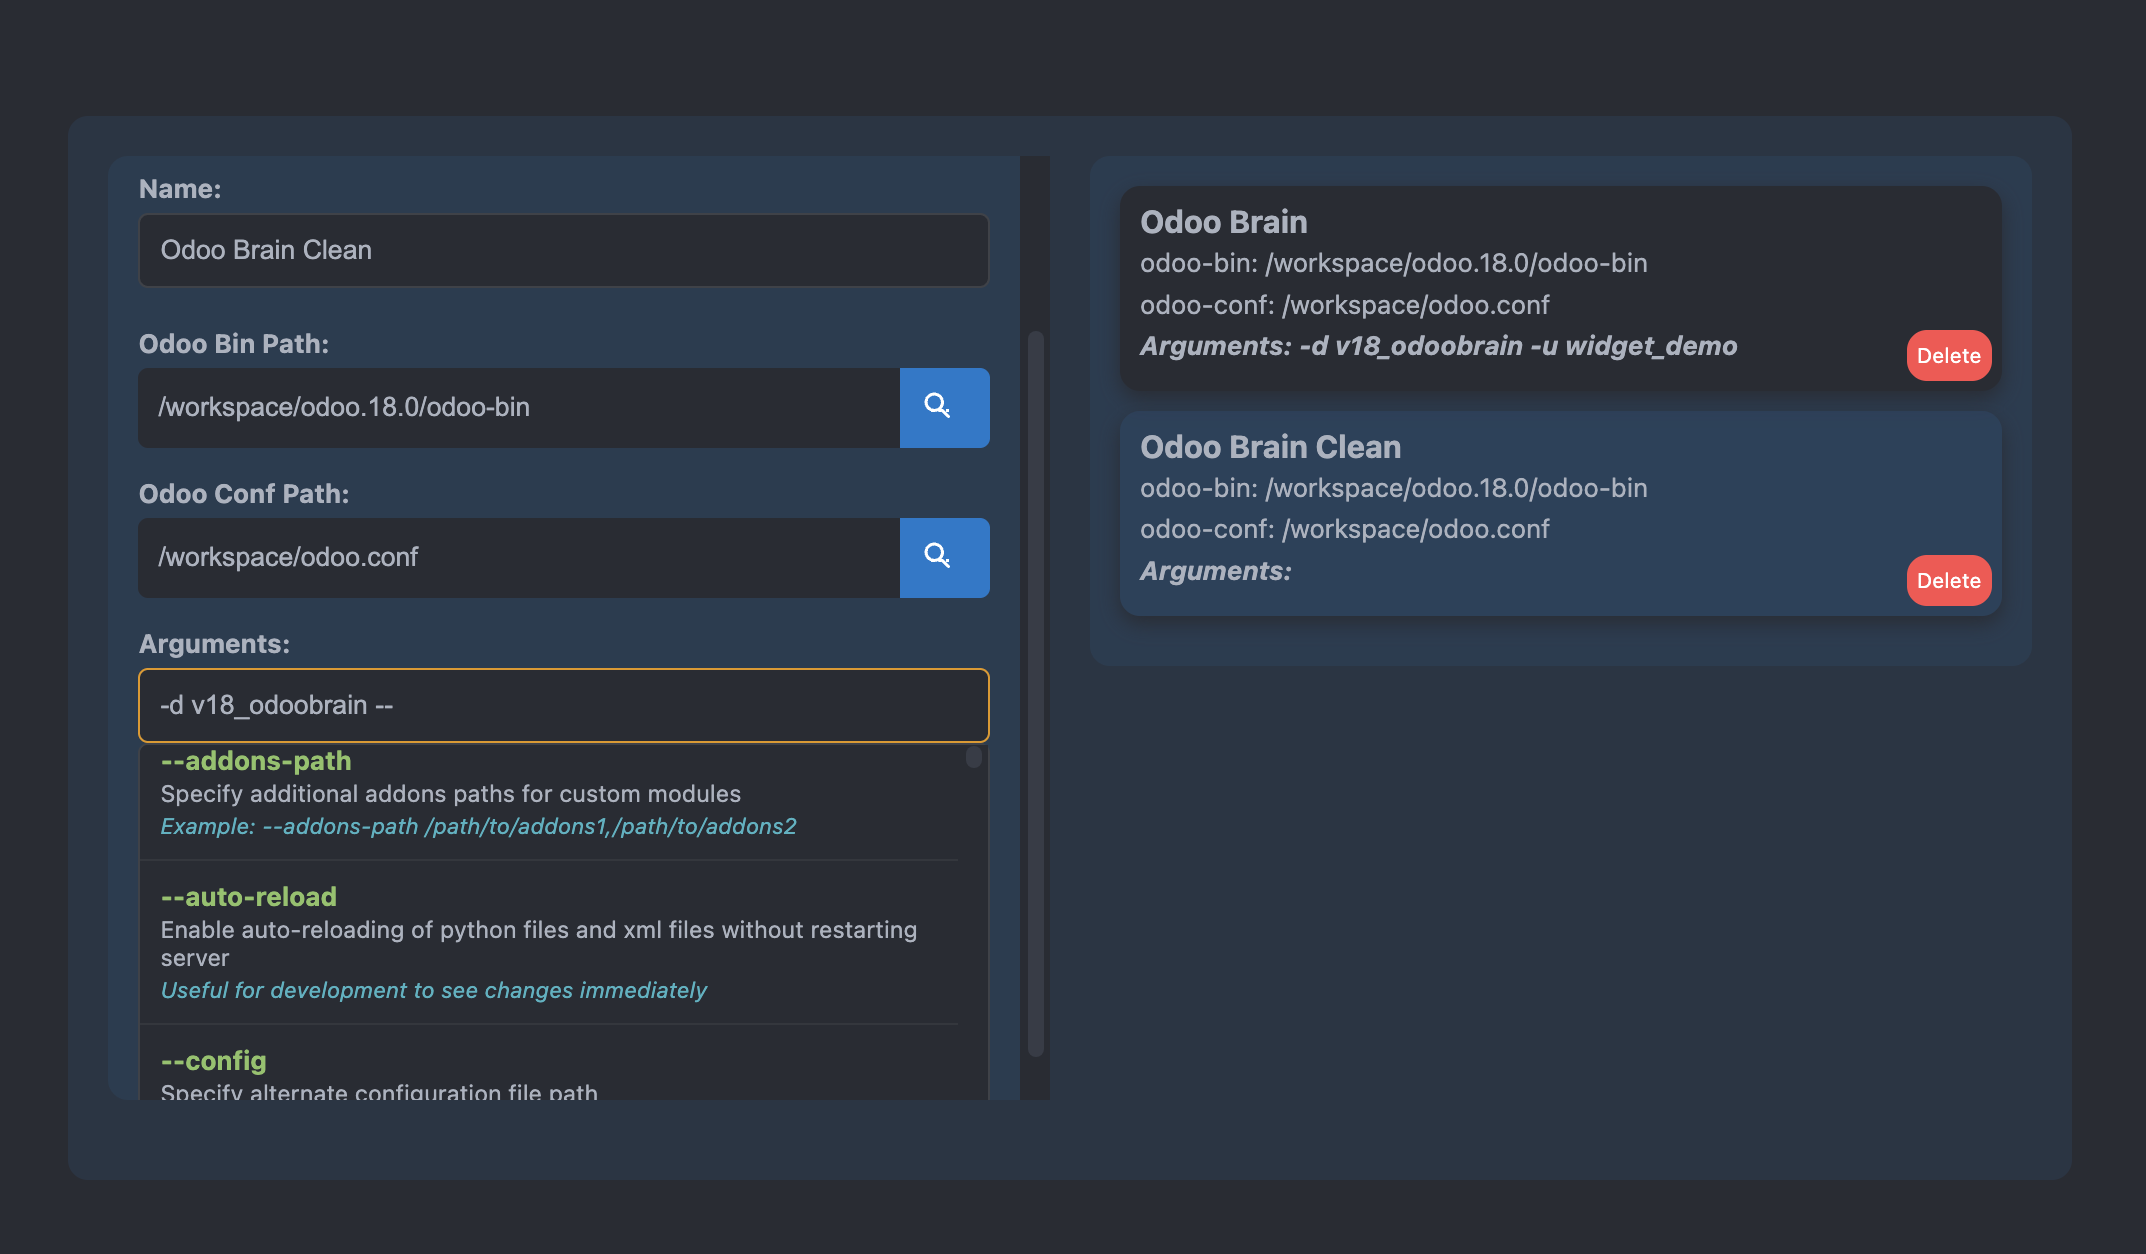 Name:
Odoo Brain Clean
Odoo Bin Path:
/workspace/odoo.18.0/odoo-bin
Odoo Conf Path:
/workspace/odoo.conf
Arguments:
-d v18_odoobrain --
--addons-path
Specify additional addons paths for custom modules
Example: --addons-path /path/to/addons1,/path/to/addons2
--auto-reload
Enable auto-reloading of python files and xml files without restarting
server
Useful for development to see changes immediately
--config
Specify alternate configuration file path
Odoo Brain
odoo-bin: /workspace/odoo.18.0/odoo-bin
odoo-conf: /workspace/odoo.conf
Arguments: -d v18_odoobrain -u widget_demo
Delete
Odoo Brain Clean
odoo-bin: /workspace/odoo.18.0/odoo-bin
odoo-conf: /workspace/odoo.conf
Arguments:
Delete